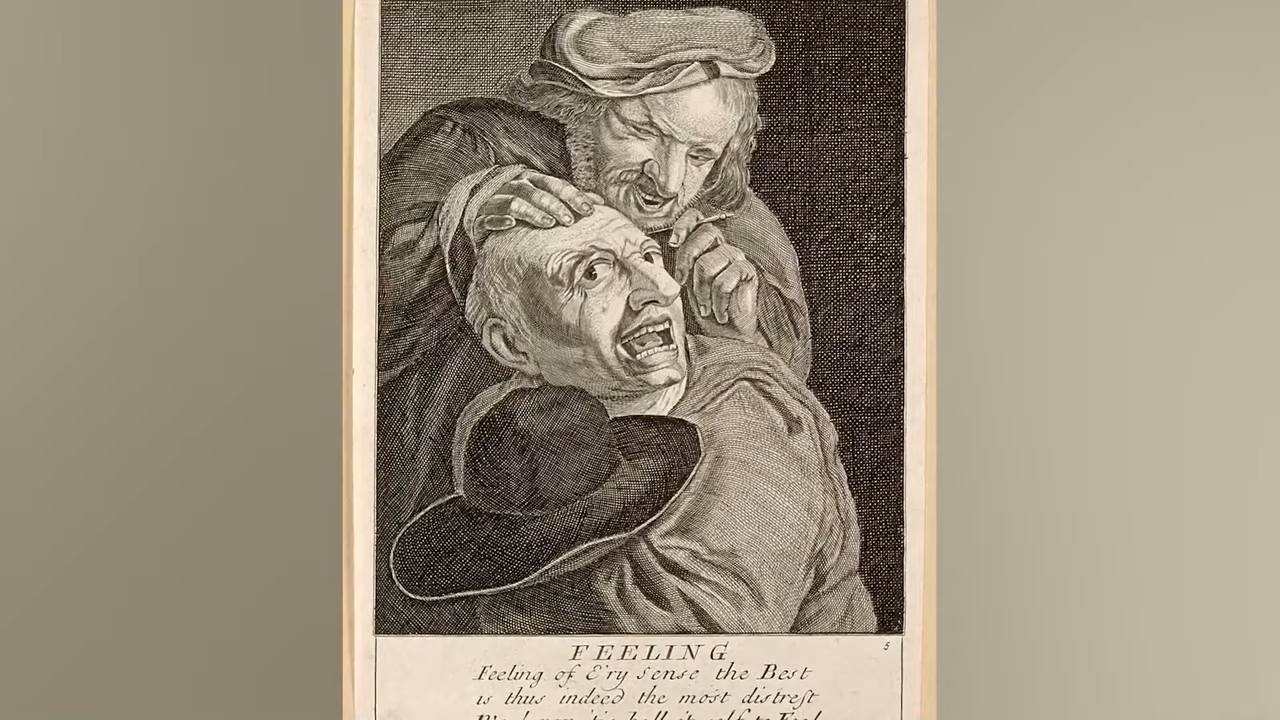 5
FEELING
Feeling of E'ry Sense the Best
is thus indeed the most distreſt